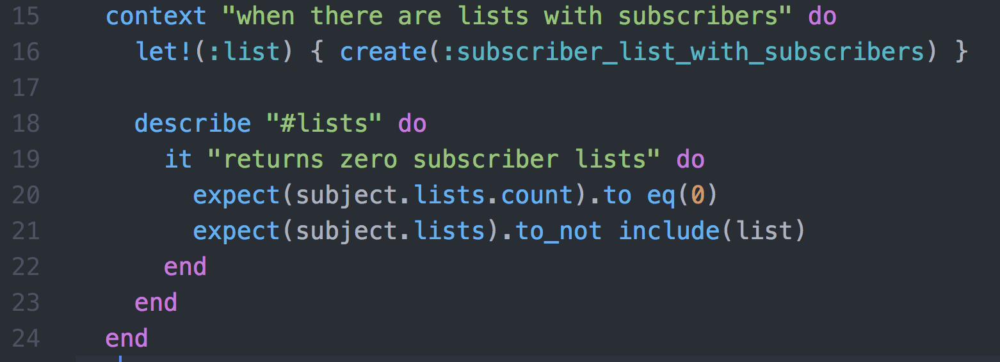 15 context "when there are lists with subscribers" do
16 let!(:list) { create(:subscriber_list_with_subscribers) }
17
18 describe "#lists" do
19 it "returns zero subscriber lists" do
20 expect(subject.lists.count).to eq(0)
21 expect(subject.lists).to_not include(list)
22 end
23 end
24 end